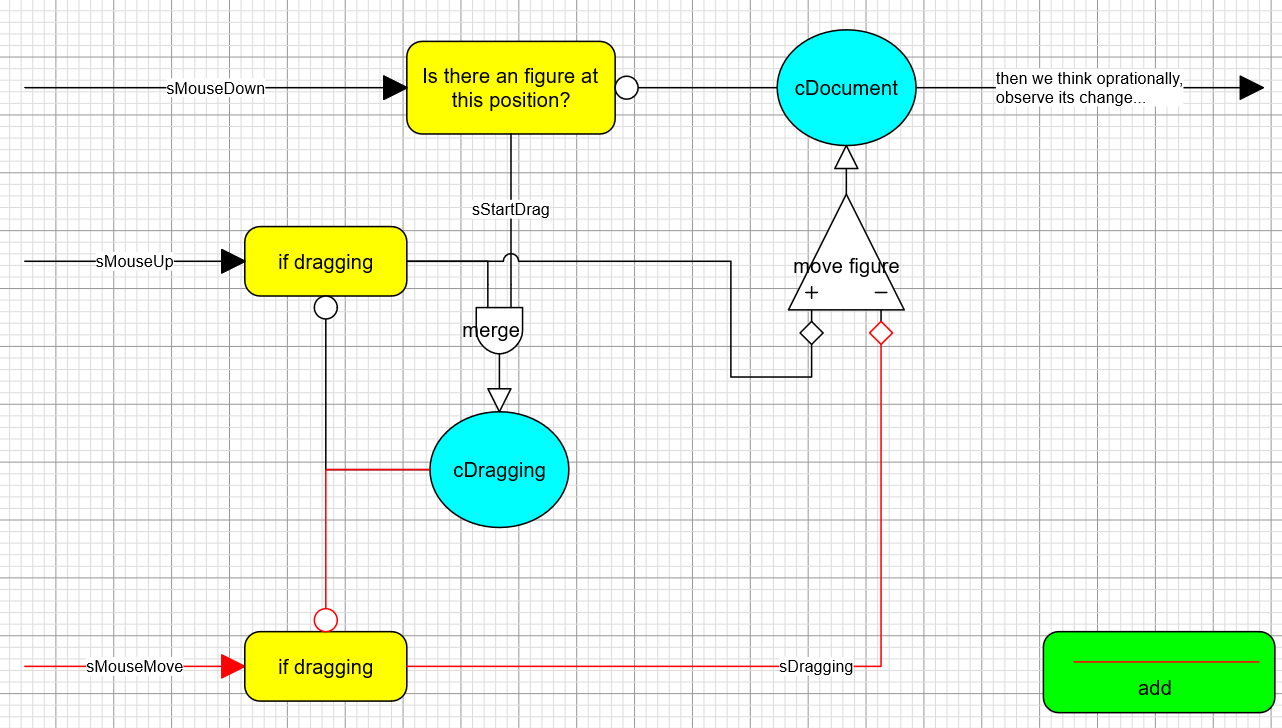 sMouseDown
Is there an figure at
this position?
cDocument
then we think oprationally,
observe its change...
sStartDrag
sMouseUp
if dragging
move figure
+ −
merge
cDragging
sMouseMove
if dragging
sDragging
add